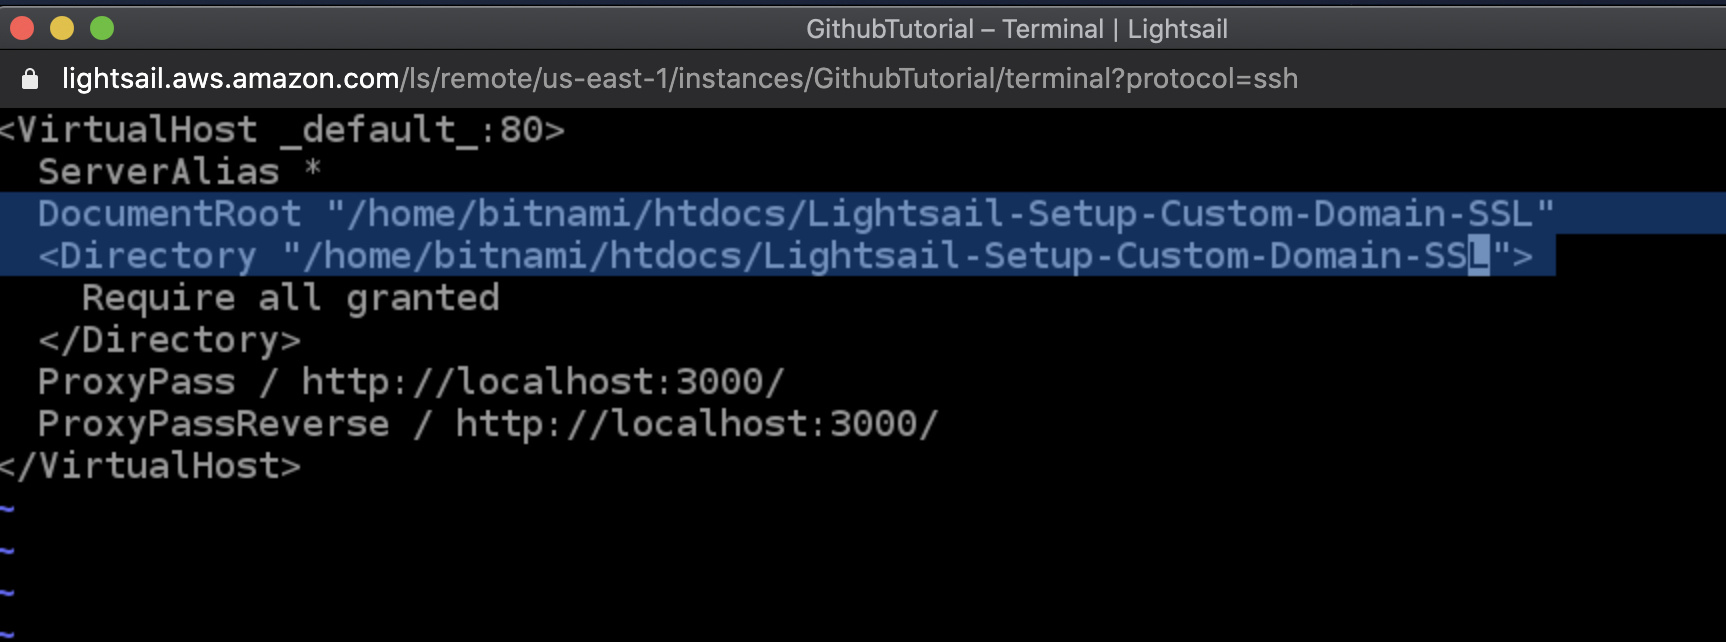 GithubTutorial – Terminal | Lightsail
lightsail.aws.amazon.com/ls/remote/us-east-1/instances/GithubTutorial/terminal?protocol=ssh
<VirtualHost _default_:80>
  ServerAlias *
  DocumentRoot "/home/bitnami/htdocs/Lightsail-Setup-Custom-Domain-SSL"
  <Directory "/home/bitnami/htdocs/Lightsail-Setup-Custom-Domain-SSL">
    Require all granted
  </Directory>
  ProxyPass / http://localhost:3000/
  ProxyPassReverse / http://localhost:3000/
</VirtualHost>
~
~
~
~